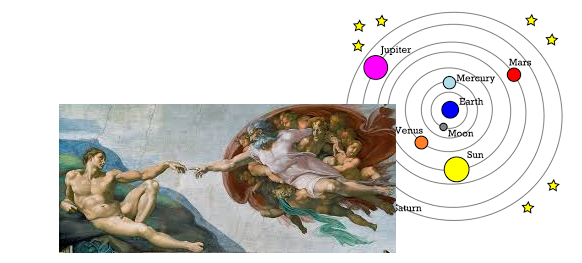 Jupiter
Mars
Mercury
Earth
Venus
Moon
Sun
Saturn